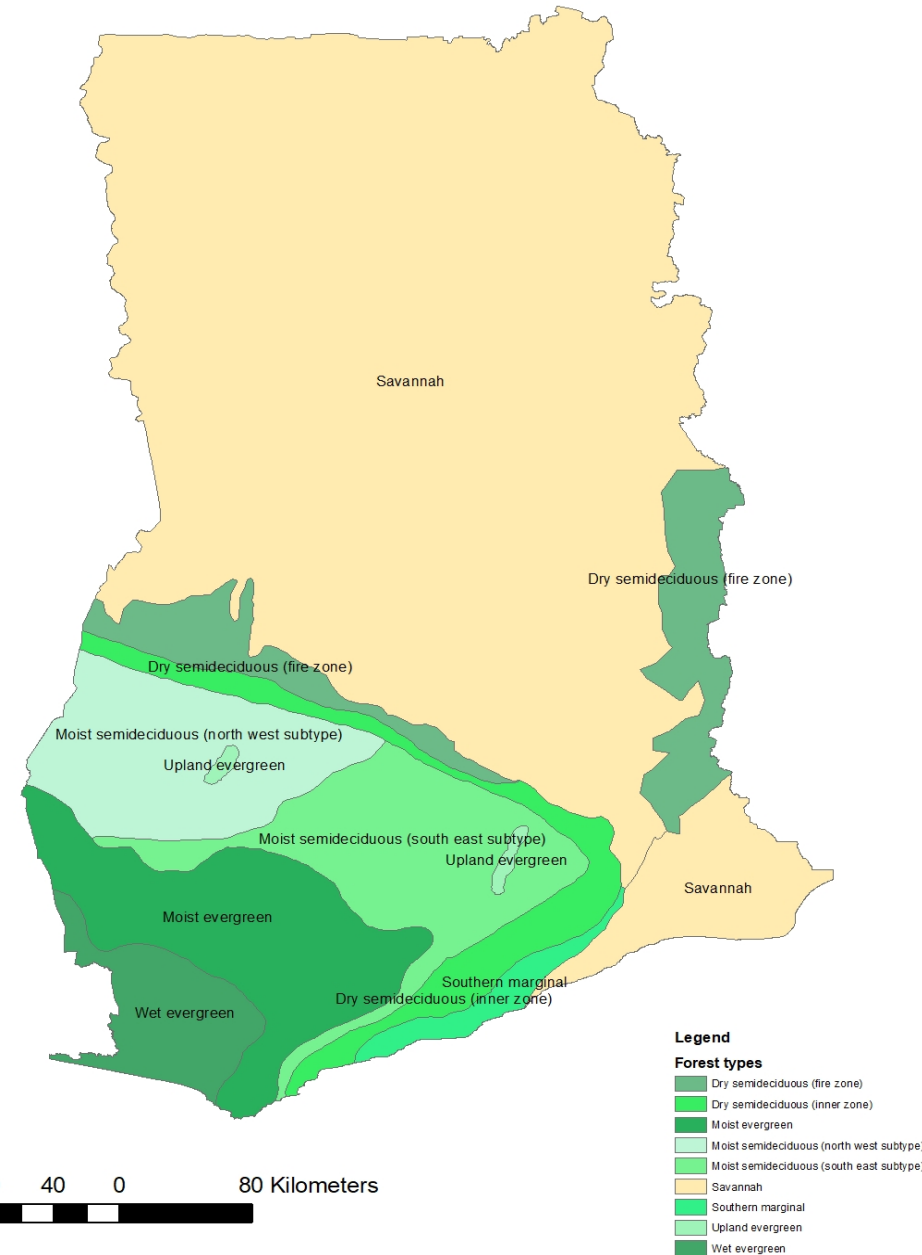 Savannah
Dry semideciduous (fire zone)
Dry semideciduous (fire zone)
Moist semideciduous (north west subtype)
Upland evergreen
Moist semideciduous (south east subtype)
Upland evergreen
Savannah
Moist evergreen
Southern marginal
Dry semideciduous (inner zone)
Wet evergreen
Legend
Forest types
Dry semideciduous (fire zone)
Dry semideciduous (inner zone)
Moist evergreen
Moist semideciduous (north west subtype)
Moist semideciduous (south east subtype)
Savannah
Southern marginal
Upland evergreen
Wet evergreen
40 0 80 Kilometers